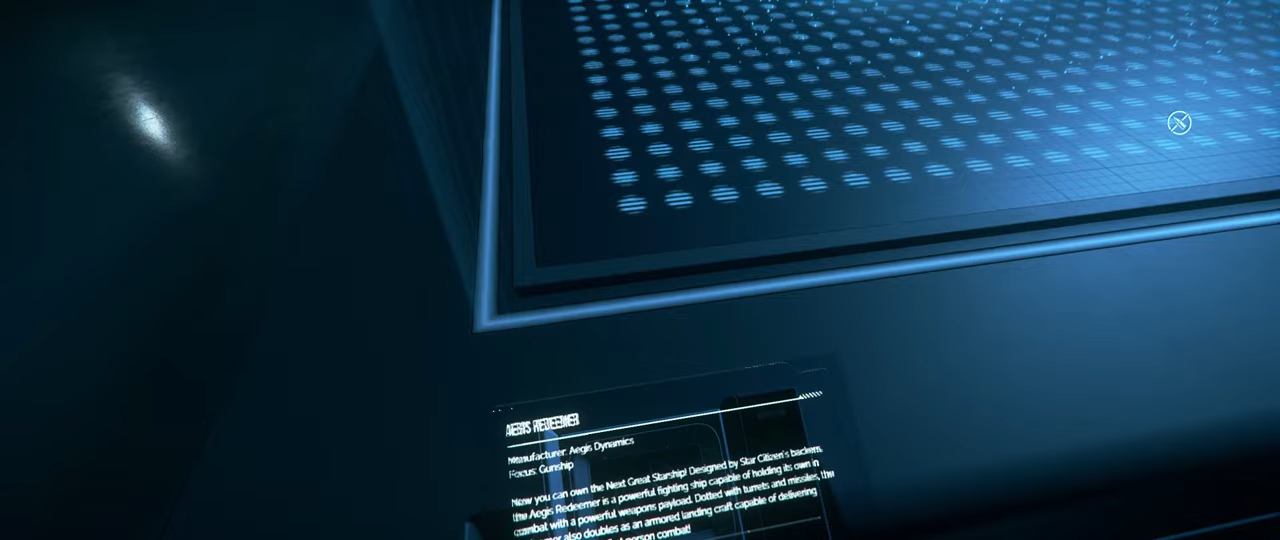 AEGIS REDEEMER
Manufacturer: Aegis Dynamics
Focus: Gunship
Now you can own the Next Great Starship! Designed by Star Citizen's backers,
the Aegis Redeemer is a powerful fighting ship capable of holding its own in
combat with a powerful weapons payload. Dotted with turrets and missiles, the
also doubles as an armored landing craft capable of delivering
person combat!